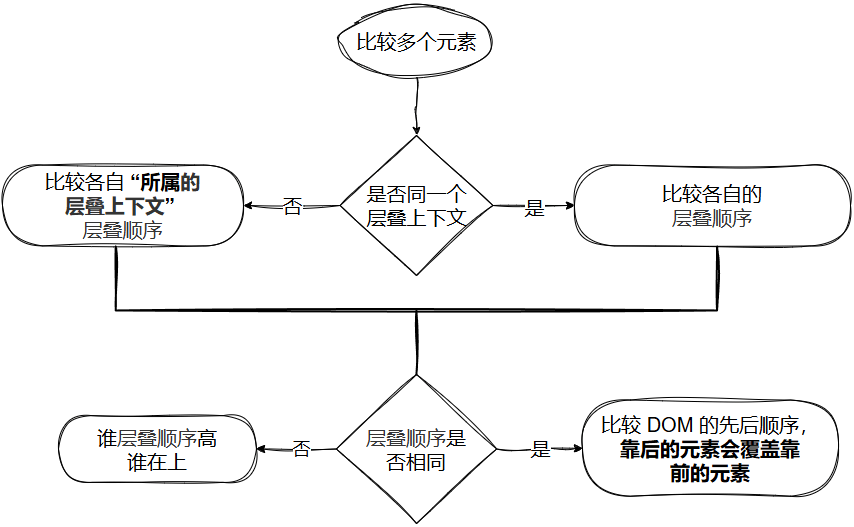 比较多个元素
比较各自 “所属的
层叠上下文”
层叠顺序
否
是否同一个
层叠上下文
是
比较各自的
层叠顺序
谁层叠顺序高
谁在上
否
层叠顺序是
否相同
是
比较 DOM 的先后顺序，
靠后的元素会覆盖靠
前的元素